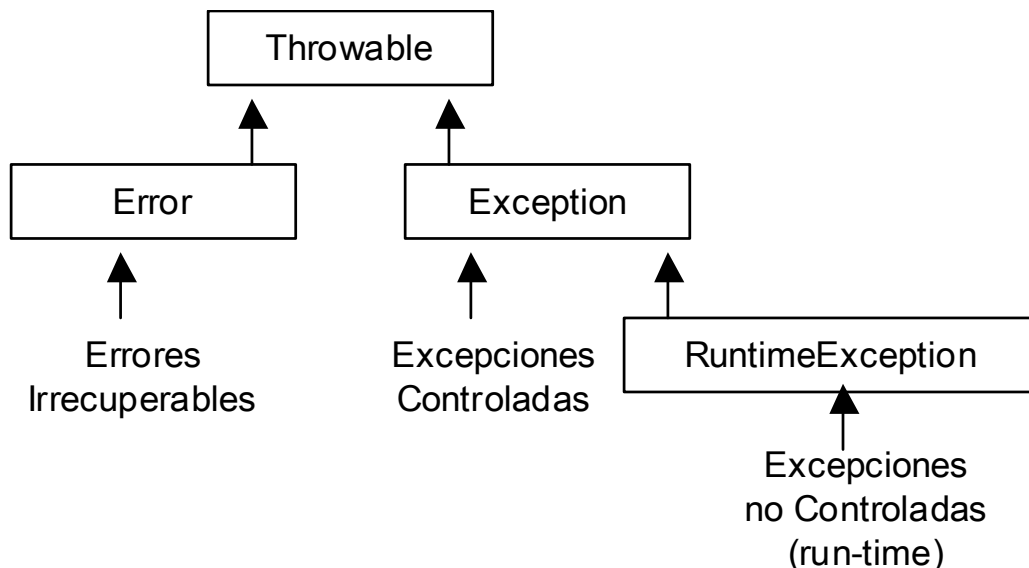 Throwable
Error
Exception
Errores
Irrecuperables
Excepciones
Controladas
RuntimeException
Excepciones
no Controladas
(run-time)